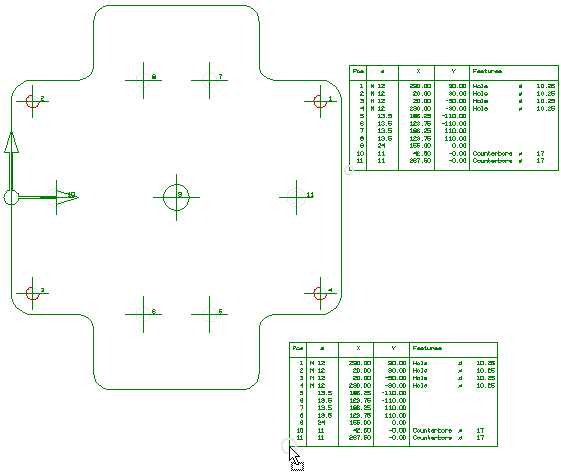 8 7
2 1
10 9 11
3 4
6 5
Pos ø X Y Features
1 M 12 290.00 90.00 Hole ø 10.25
2 M 12 20.00 90.00 Hole ø 10.25
3 M 12 20.00 -90.00 Hole ø 10.25
4 M 12 290.00 -90.00 Hole ø 10.25
5 13.5 186.25 -110.00
6 13.5 123.75 -110.00
7 13.5 186.25 110.00
8 13.5 123.75 110.00
9 24 155.00 0.00
10 11 42.50 -0.00 Counterbore ø 17
11 11 267.50 -0.00 Counterbore ø 17
Pos ø X Y Features
1 M 12 290.00 90.00 Hole ø 10.25
2 M 12 20.00 90.00 Hole ø 10.25
3 M 12 20.00 -90.00 Hole ø 10.25
4 M 12 290.00 -90.00 Hole ø 10.25
5 13.5 186.25 -110.00
6 13.5 123.75 -110.00
7 13.5 186.25 110.00
8 13.5 123.75 110.00
9 24 155.00 0.00
10 11 42.50 -0.00 Counterbore ø 17
11 11 267.50 -0.00 Counterbore ø 17